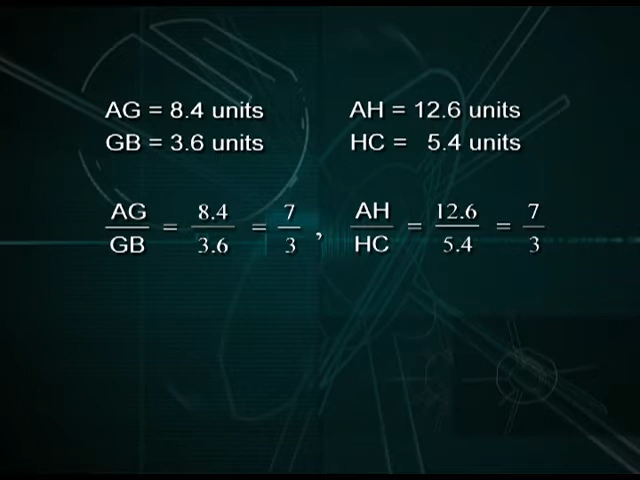 AG = 8.4 units
GB = 3.6 units
AH = 12.6 units
HC = 5.4 units
AG/GB = 8.4/3.6 = 7/3 , AH/HC = 12.6/5.4 = 7/3